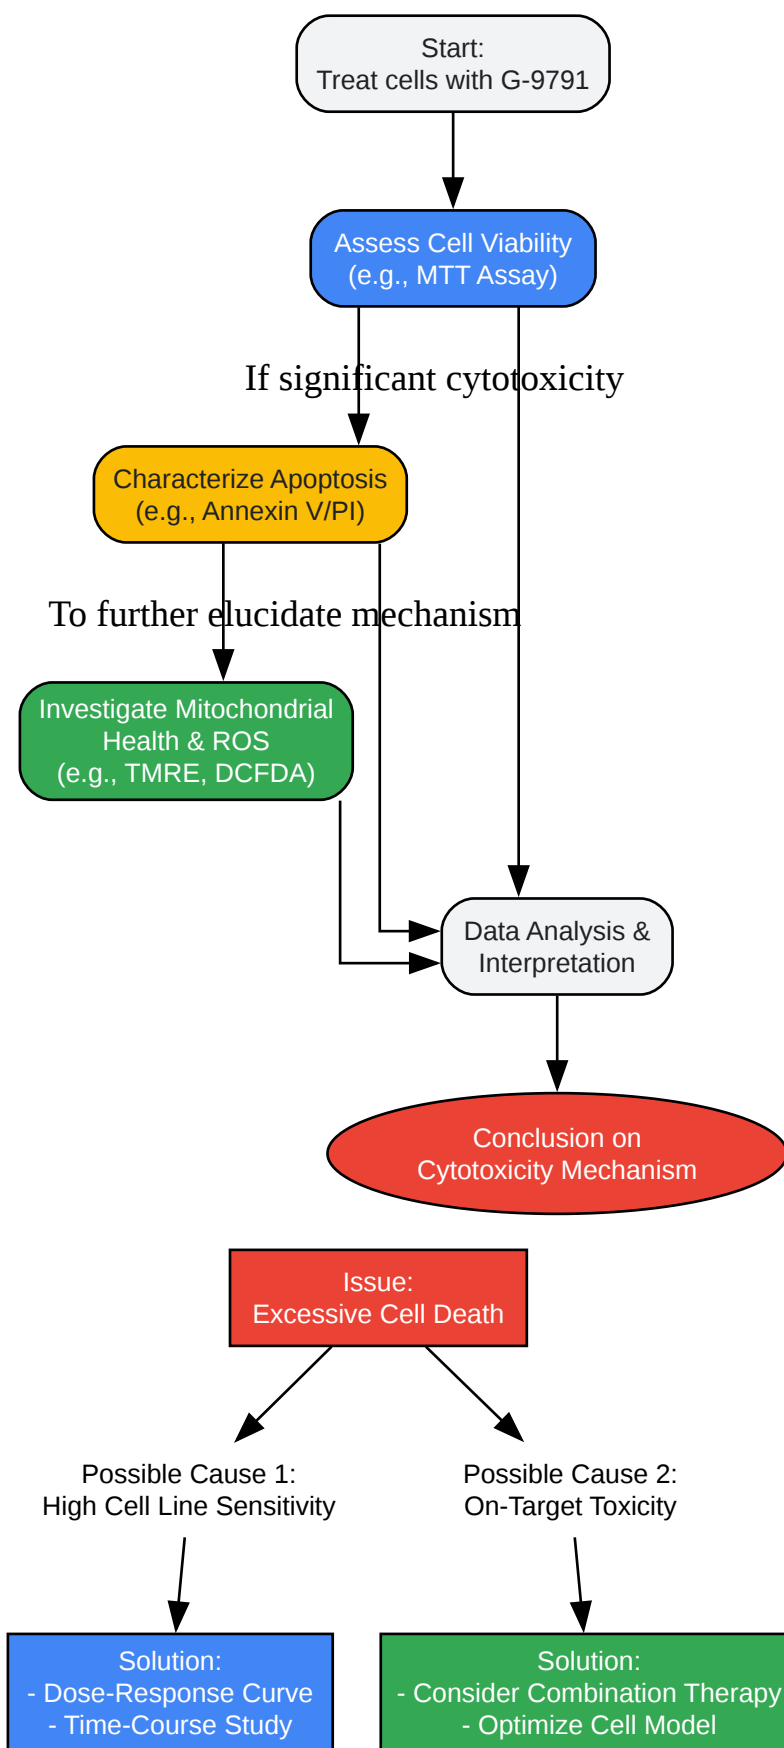 Start:
Treat cells with G-9791
Assess Cell Viability
(e.g., MTT Assay)
If significant cytotoxicity
Characterize Apoptosis
(e.g., Annexin V/PI)
To further elucidate mechanism
Investigate Mitochondrial
Health & ROS
(e.g., TMRE, DCFDA)
Data Analysis &
Interpretation
Conclusion on
Cytotoxicity Mechanism
Issue:
Excessive Cell Death
Possible Cause 1:
High Cell Line Sensitivity
Possible Cause 2:
On-Target Toxicity
Solution:
- Dose-Response Curve
- Time-Course Study
Solution:
- Consider Combination Therapy
- Optimize Cell Model